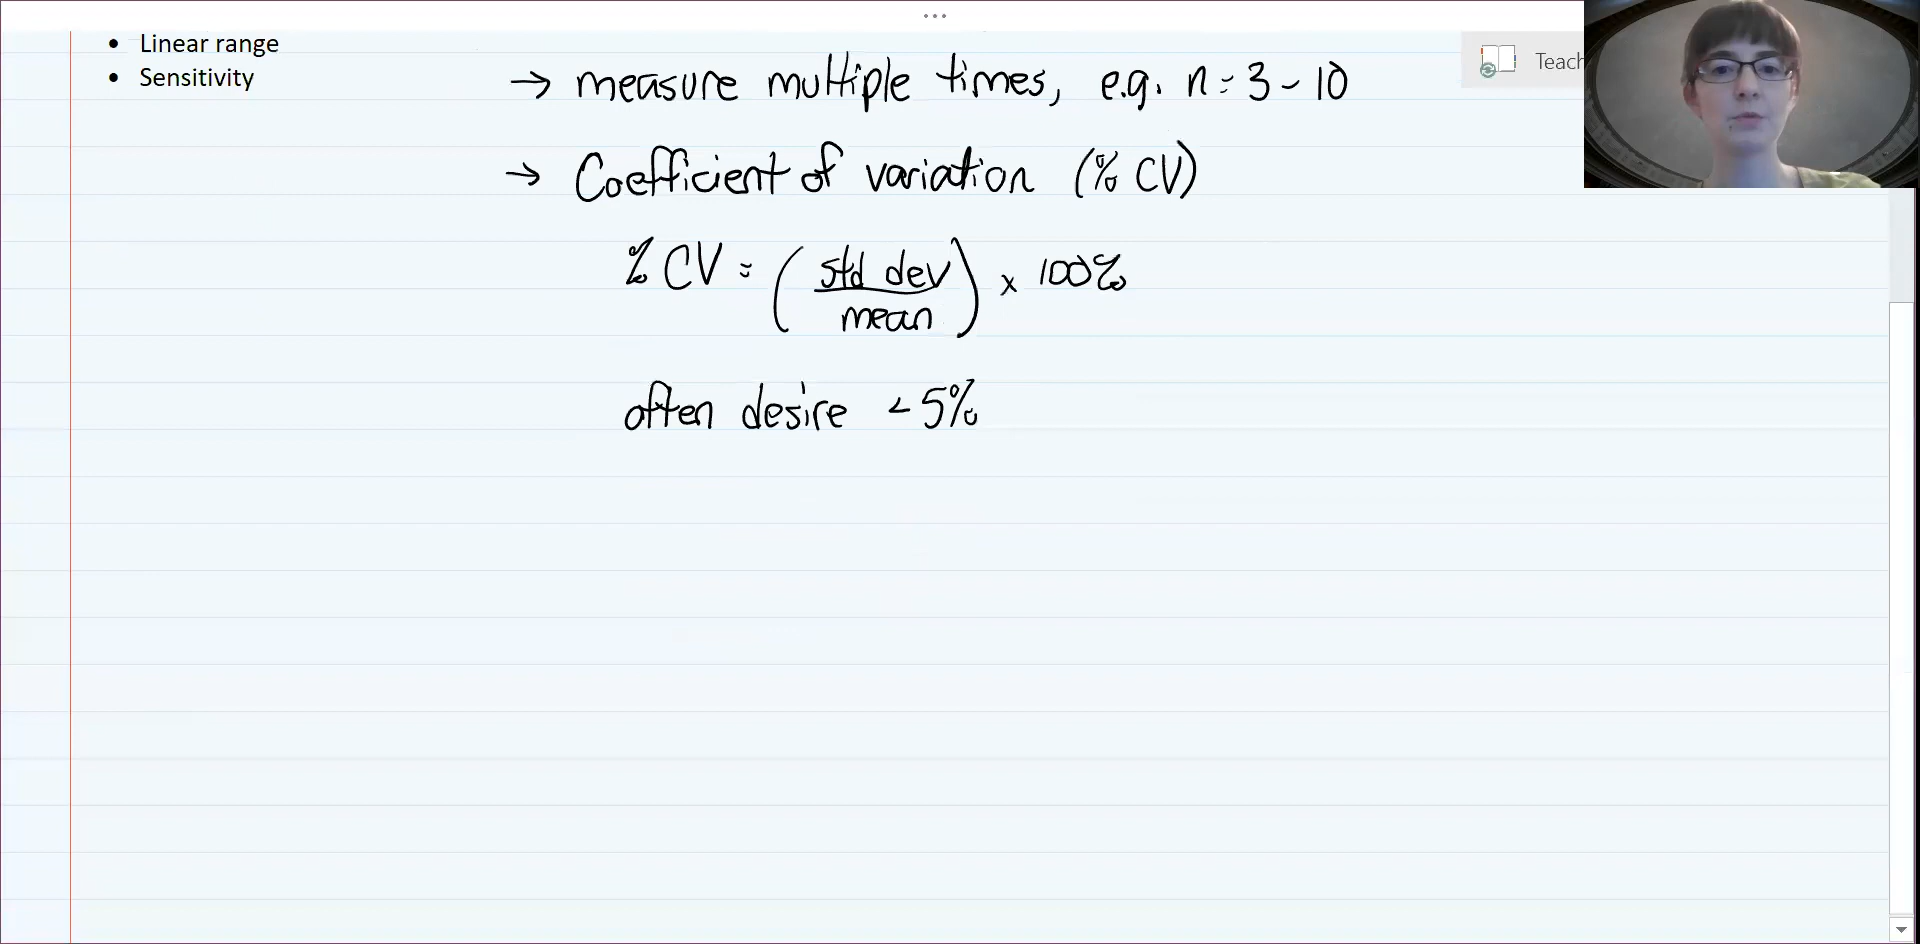 • Linear range
• Sensitivity
→ measure multiple times, e.g. n = 3 - 10
Teach
→ Coefficient of variation (% CV)
% CV = (std dev / mean) x 100%
often desire < 5%